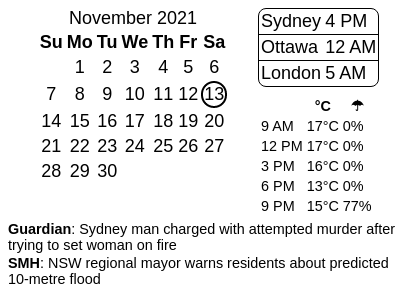 November 2021
Su Mo Tu We Th Fr Sa
1 2 3 4 5 6
7 8 9 10 11 12 13
14 15 16 17 18 19 20
21 22 23 24 25 26 27
28 29 30
Sydney 4 PM
Ottawa 12 AM
London 5 AM
°C ☂
9 AM 17°C 0%
12 PM 17°C 0%
3 PM 16°C 0%
6 PM 13°C 0%
9 PM 15°C 77%
Guardian: Sydney man charged with attempted murder after
trying to set woman on fire
SMH: NSW regional mayor warns residents about predicted
10-metre flood